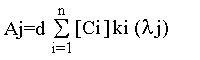 Aj=d n∑i=1 [Ci] ki (λj)